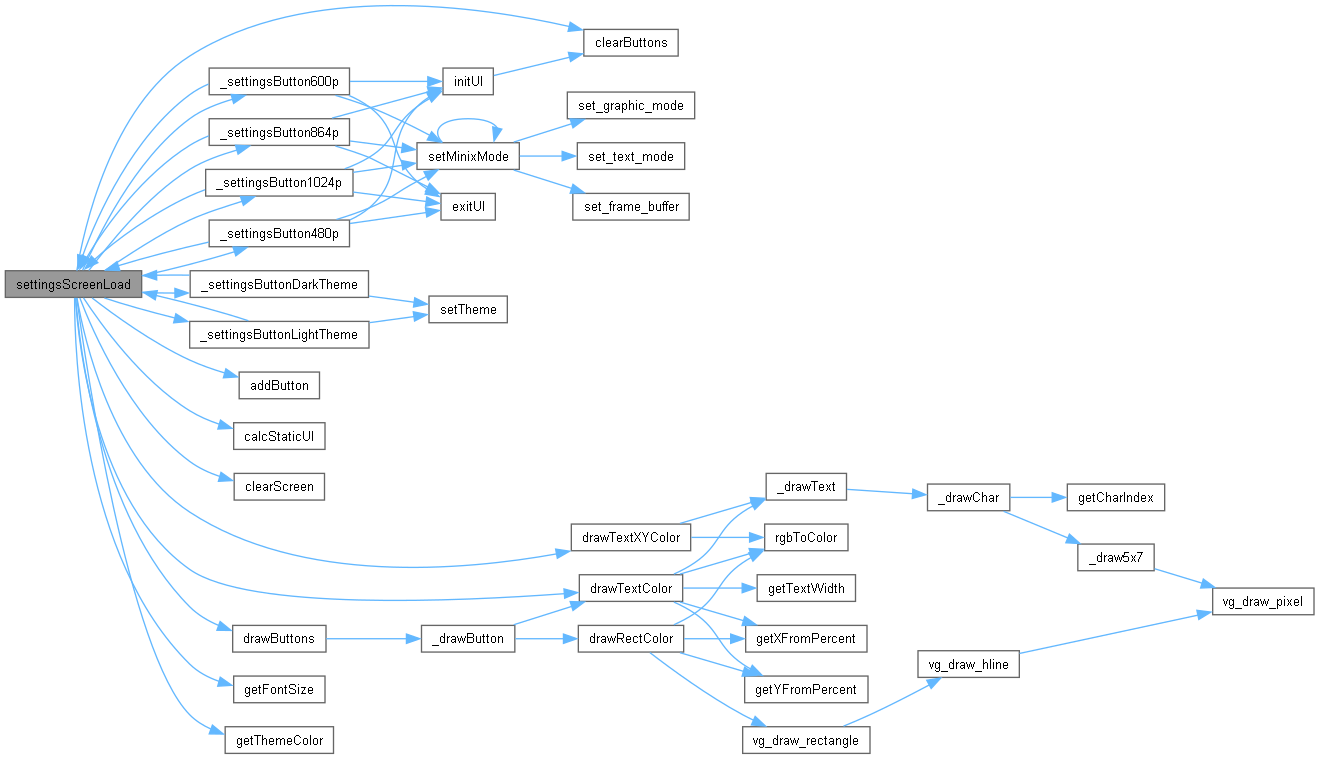 clearButtons
_settingsButton600p
initUI
set_graphic_mode
_settingsButton864p
setMinixMode
set_text_mode
_settingsButton1024p
exitUI
set_frame_buffer
_settingsButton480p
settingsScreenLoad
_settingsButtonDarkTheme
setTheme
_settingsButtonLightTheme
addButton
calcStaticUI
clearScreen
_drawText
_drawChar
getCharIndex
drawTextXYColor
rgbToColor
_draw5x7
drawTextColor
getTextWidth
vg_draw_pixel
drawButtons
_drawButton
drawRectColor
getXFromPercent
vg_draw_hline
getFontSize
getYFromPercent
getThemeColor
vg_draw_rectangle